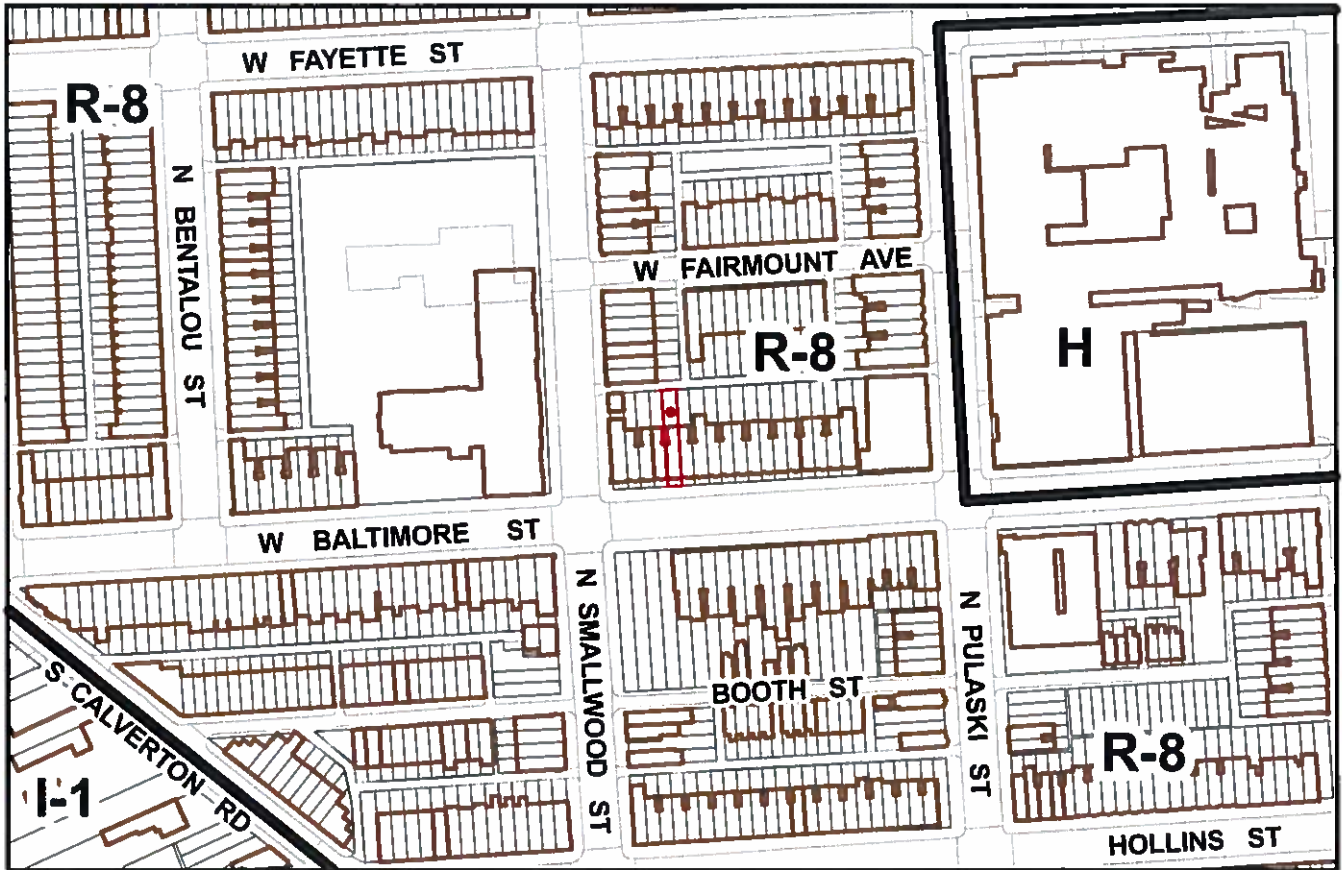 W FAYETTE ST
R-8
N BENTALOU ST
W FAIRMOUNT AVE
R-8
H
W BALTIMORE ST
N SMALLWOOD ST
N PULASKI ST
S CALVERTON RD
BOOTH ST
R-8
I-1
HOLLINS ST